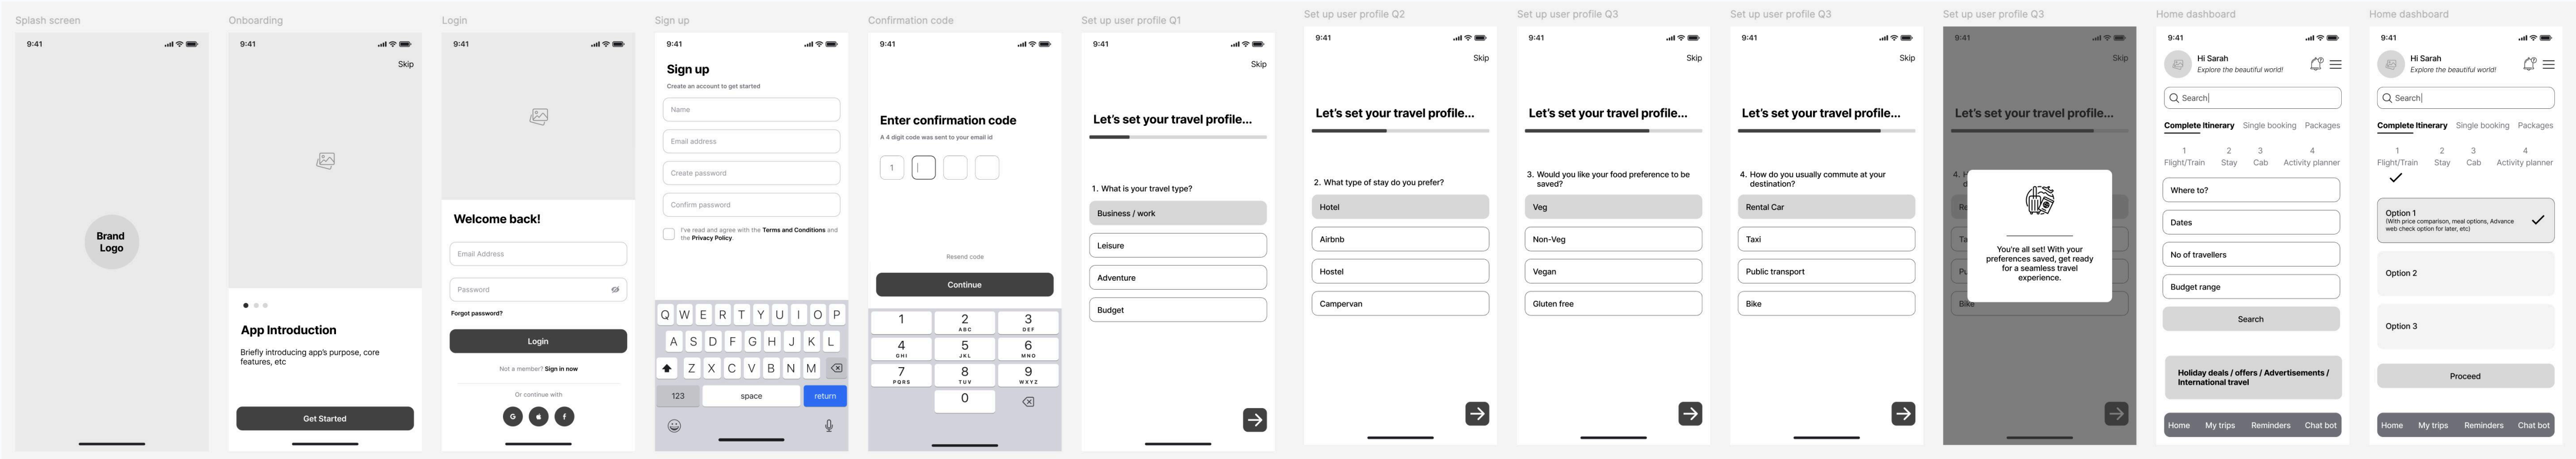 Splash screen
9:41
Brand
Logo
Onboarding
9:41
Skip
App Introduction
Briefly introducing app's purpose, core
features, etc
Get Started
Login
9:41
Welcome back!
Email Address
Password
Forgot password?
Login
Not a member? Sign in now
Or continue with
G
f
Sign up
9:41
Sign up
Create an account to get started
Name
Email address
Create password
Confirm password
I've read and agree with the Terms and Conditions and
the Privacy Policy.
Q W E R T Y U I O P
A S D F G H J K L
Z X C V B N M
123 space return
Confirmation code
9:41
Enter confirmation code
A 4 digit code was sent to your email id
1
Resend code
Continue
1 2 3
ABC DEF
4 5 6
GHI JKL MNO
7 8 9
PQRS TUV WXYZ
0
Set up user profile Q1
9:41
Skip
Let's set your travel profile...
1. What is your travel type?
Business / work
Leisure
Adventure
Budget
Set up user profile Q2
9:41
Skip
Let's set your travel profile...
2. What type of stay do you prefer?
Hotel
Airbnb
Hostel
Campervan
Set up user profile Q3
9:41
Skip
Let's set your travel profile...
3. Would you like your food preference to be
saved?
Veg
Non-Veg
Vegan
Gluten free
Set up user profile Q3
9:41
Skip
Let's set your travel profile...
4. How do you usually commute at your
destination?
Rental Car
Taxi
Public transport
Bike
Set up user profile Q3
9:41
Skip
Let's set your travel profile...
4. H
d
Re
Ta
Pu
Bike
You're all set! With your
preferences saved, get ready
for a seamless travel
experience.
Home dashboard
9:41
Hi Sarah
Explore the beautiful world!
Search
Complete Itinerary Single booking Packages
1 2 3 4
Flight/Train Stay Cab Activity planner
Where to?
Dates
No of travellers
Budget range
Search
Holiday deals / offers / Advertisements /
International travel
Home My trips Reminders Chat bot
Home dashboard
9:41
Hi Sarah
Explore the beautiful world!
Search
Complete Itinerary Single booking Packages
1 2 3 4
Flight/Train Stay Cab Activity planner
Option 1
(With price comparison, meal options, Advance
web check option for later, etc)
Option 2
Option 3
Proceed
Home My trips Reminders Chat bot